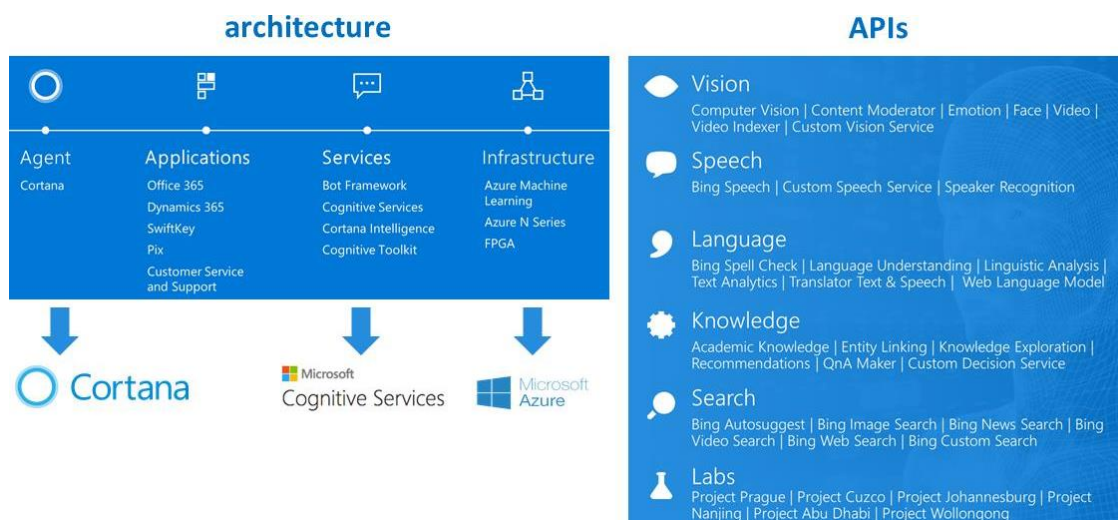 architecture
Agent
Cortana
Applications
Office 365
Dynamics 365
SwiftKey
Pix
Customer Service
and Support
Services
Bot Framework
Cognitive Services
Cortana Intelligence
Cognitive Toolkit
Infrastructure
Azure Machine
Learning
Azure N Series
FPGA
Cortana
Microsoft
Cognitive Services
Microsoft
Azure
APIs
Vision
Computer Vision | Content Moderator | Emotion | Face | Video |
Video Indexer | Custom Vision Service
Speech
Bing Speech | Custom Speech Service | Speaker Recognition
Language
Bing Spell Check | Language Understanding | Linguistic Analysis |
Text Analytics | Translator Text & Speech | Web Language Model
Knowledge
Academic Knowledge | Entity Linking | Knowledge Exploration |
Recommendations | QnA Maker | Custom Decision Service
Search
Bing Autosuggest | Bing Image Search | Bing News Search | Bing
Video Search | Bing Web Search | Bing Custom Search
Labs
Project Prague | Project Cuzco | Project Johannesburg | Project
Nanjing | Project Abu Dhabi | Project Wollongong